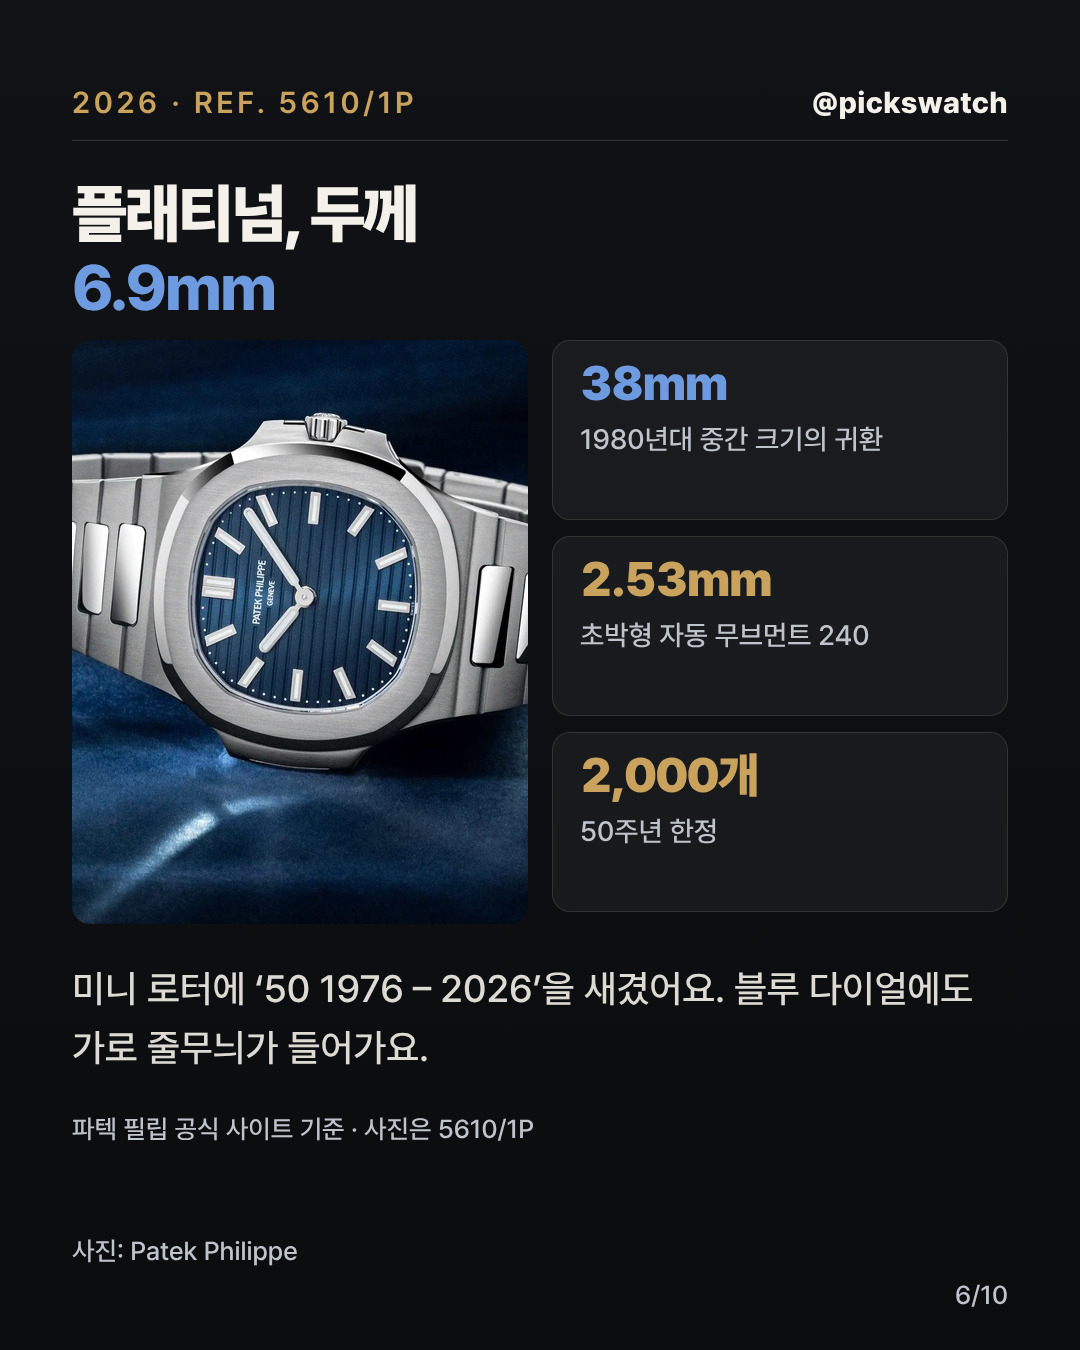 2026 · REF. 5610/1P
@pickswatch
플래티넘, 두께
6.9mm
PATEK PHILIPPE
GENEVE
38mm
1980년대 중간 크기의 귀환
2.53mm
초박형 자동 무브먼트 240
2,000개
50주년 한정
미니 로터에 ‘50 1976 – 2026’을 새겼어요. 블루 다이얼에도
가로 줄무늬가 들어가요.
파텍 필립 공식 사이트 기준 · 사진은 5610/1P
사진: Patek Philippe
6/10